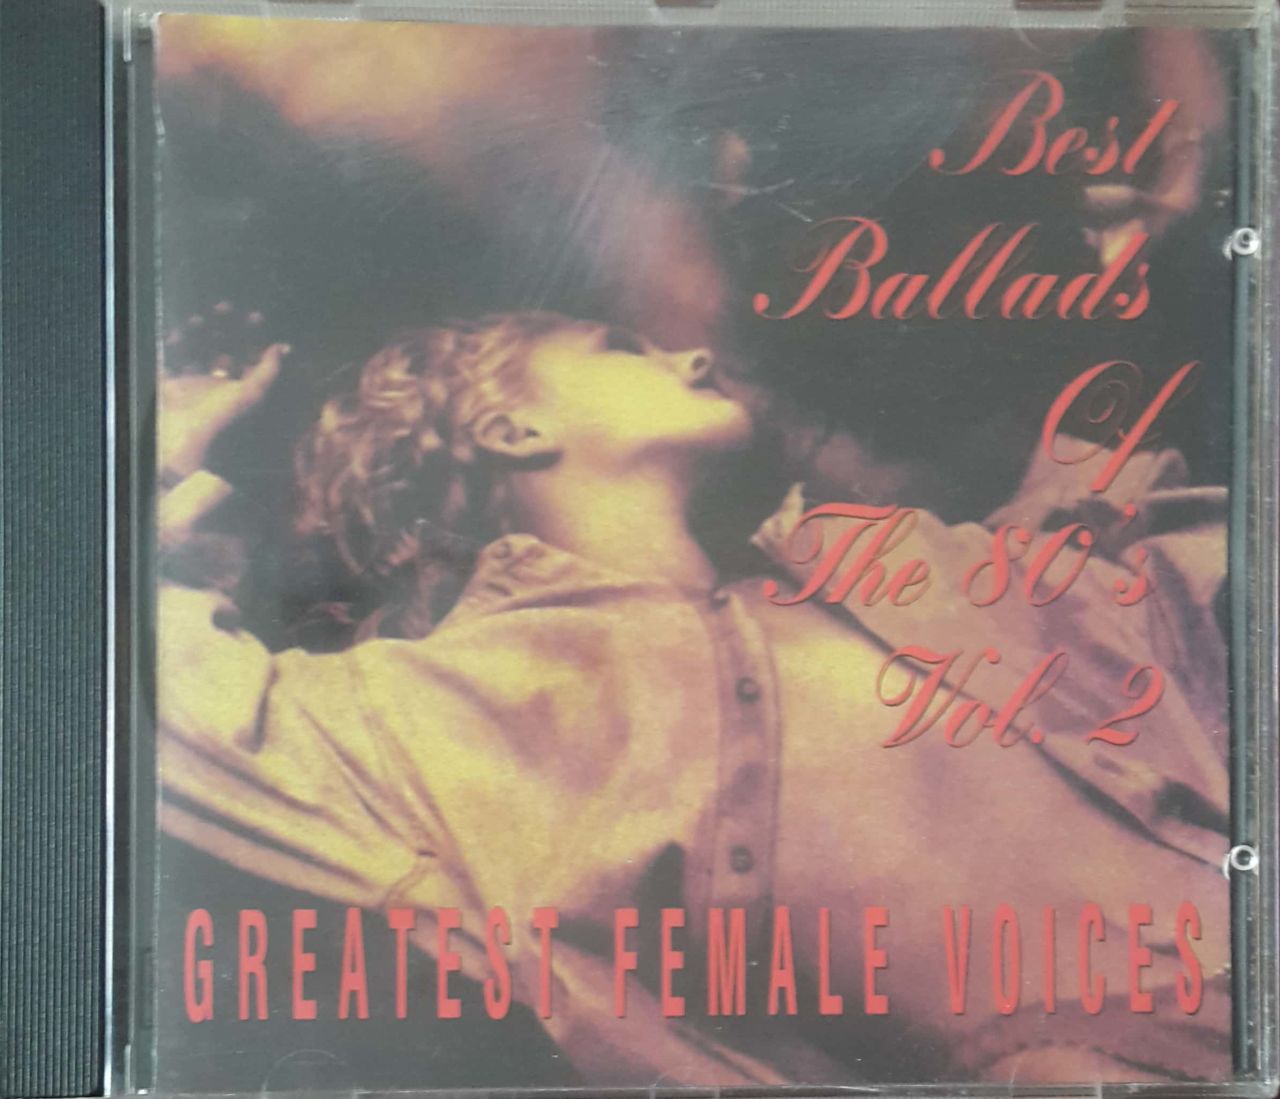 Best
Ballads
Of
The 80's
Vol. 2
GREATEST FEMALE VOICES